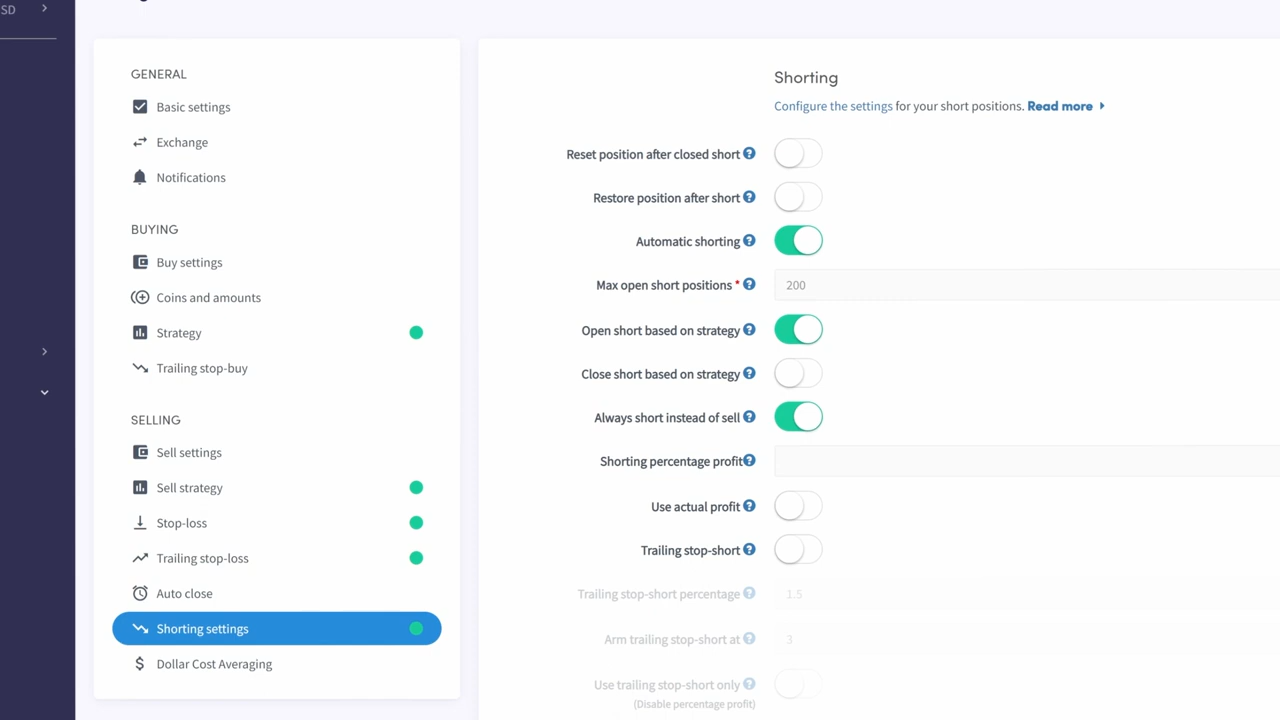 SD
GENERAL
Basic settings
Exchange
Notifications
BUYING
Buy settings
Coins and amounts
Strategy
Trailing stop-buy
SELLING
Sell settings
Sell strategy
Stop-loss
Trailing stop-loss
Auto close
Shorting settings
Dollar Cost Averaging
Shorting
Configure the settings for your short positions. Read more
Reset position after closed short
Restore position after short
Automatic shorting
Max open short positions * 200
Open short based on strategy
Close short based on strategy
Always short instead of sell
Shorting percentage profit
Use actual profit
Trailing stop-short
Trailing stop-short percentage 1.5
Arm trailing stop-short at 3
Use trailing stop-short only
(Disable percentage profit)